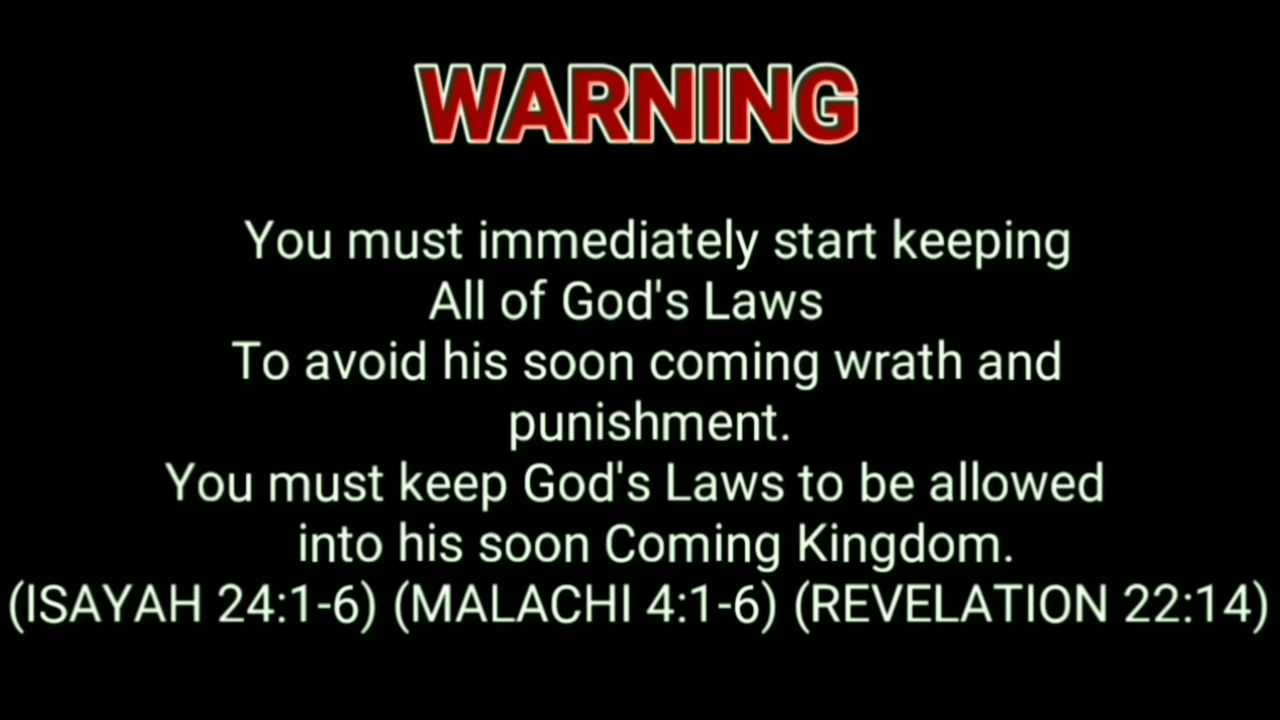 WARNING
You must immediately start keeping
All of God's Laws
To avoid his soon coming wrath and
punishment.
You must keep God's Laws to be allowed
into his soon Coming Kingdom.
(ISAYAH 24:1-6) (MALACHI 4:1-6) (REVELATION 22:14)